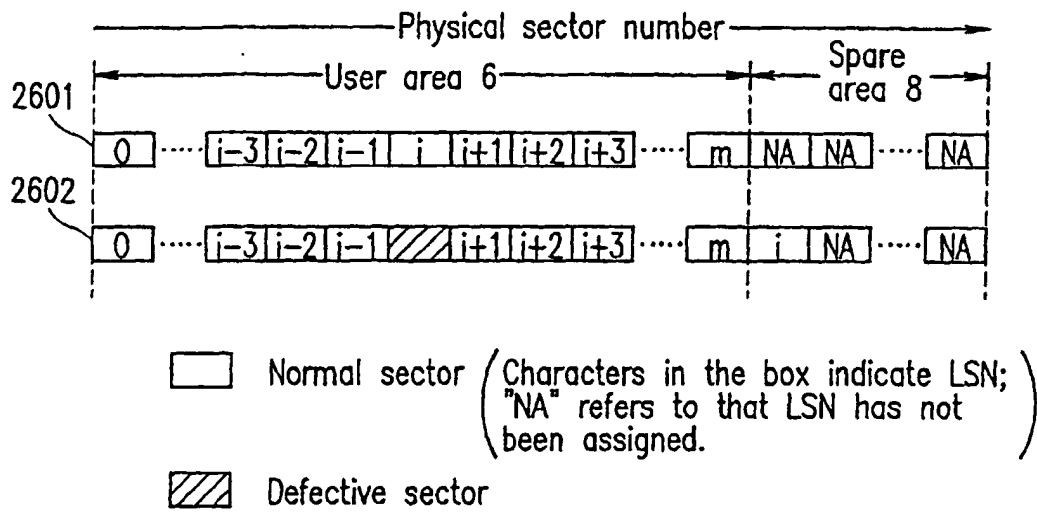 Physical sector number
User area 6
Spare area 8
2601
0 ····· i-3 i-2 i-1 i i+1 i+2 i+3 ····· m NA NA ····· NA
2602
0 ····· i-3 i-2 i-1 i+1 i+2 i+3 ····· m i NA ····· NA
Normal sector (Characters in the box indicate LSN;
"NA" refers to that LSN has not
been assigned.)
Defective sector